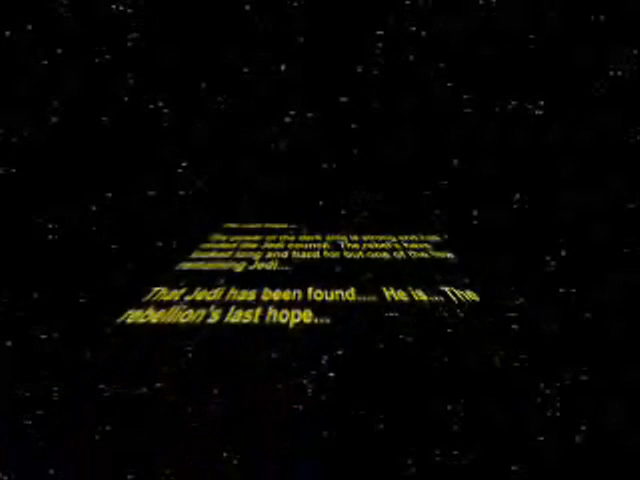 The power of the dark side is strong and has
ended the Jedi council. The rebel's have
looked long and hard for but one of the few
remaining Jedi...
That Jedi has been found.... He is... The
rebellion's last hope...